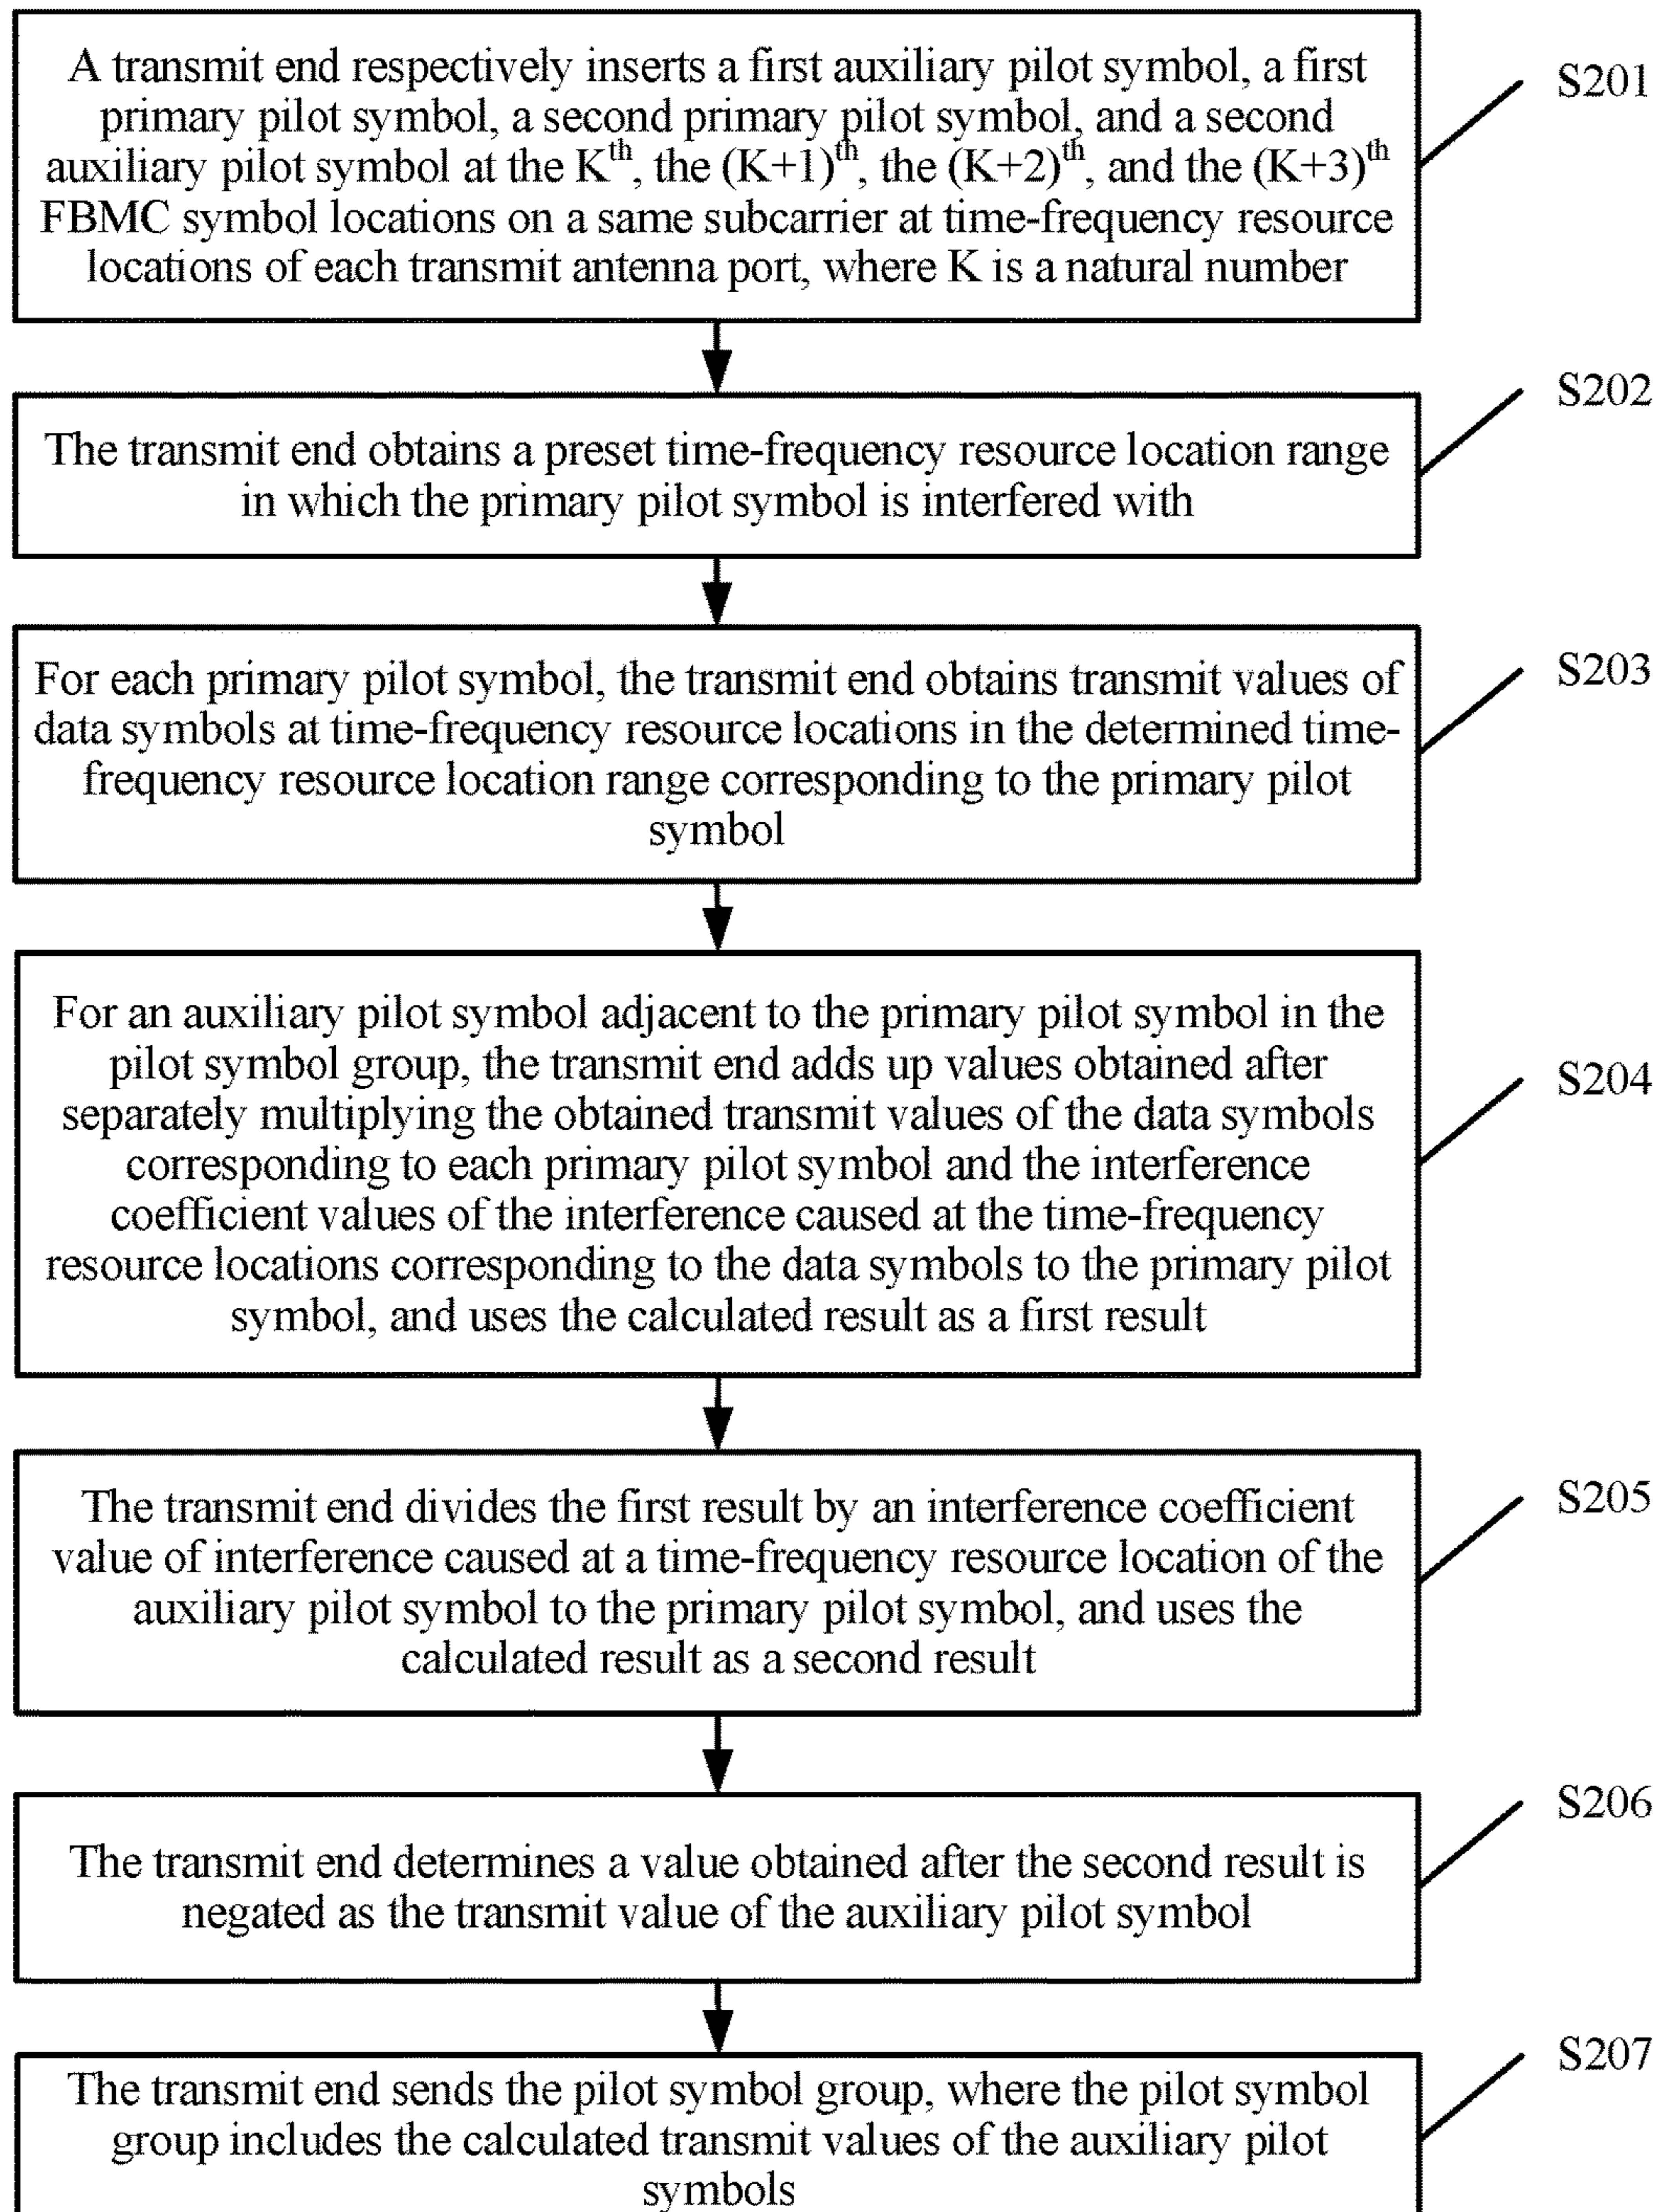 A transmit end respectively inserts a first auxiliary pilot symbol, a first
primary pilot symbol, a second primary pilot symbol, and a second
auxiliary pilot symbol at the Kth, the (K+1)th, the (K+2)th, and the (K+3)th
FBMC symbol locations on a same subcarrier at time-frequency resource
locations of each transmit antenna port, where K is a natural number
S201
The transmit end obtains a preset time-frequency resource location range
in which the primary pilot symbol is interfered with
S202
For each primary pilot symbol, the transmit end obtains transmit values of
data symbols at time-frequency resource locations in the determined time-
frequency resource location range corresponding to the primary pilot
symbol
S203
For an auxiliary pilot symbol adjacent to the primary pilot symbol in the
pilot symbol group, the transmit end adds up values obtained after
separately multiplying the obtained transmit values of the data symbols
corresponding to each primary pilot symbol and the interference
coefficient values of the interference caused at the time-frequency
resource locations corresponding to the data symbols to the primary pilot
symbol, and uses the calculated result as a first result
S204
The transmit end divides the first result by an interference coefficient
value of interference caused at a time-frequency resource location of the
auxiliary pilot symbol to the primary pilot symbol, and uses the
calculated result as a second result
S205
The transmit end determines a value obtained after the second result is
negated as the transmit value of the auxiliary pilot symbol
S206
The transmit end sends the pilot symbol group, where the pilot symbol
group includes the calculated transmit values of the auxiliary pilot
symbols
S207